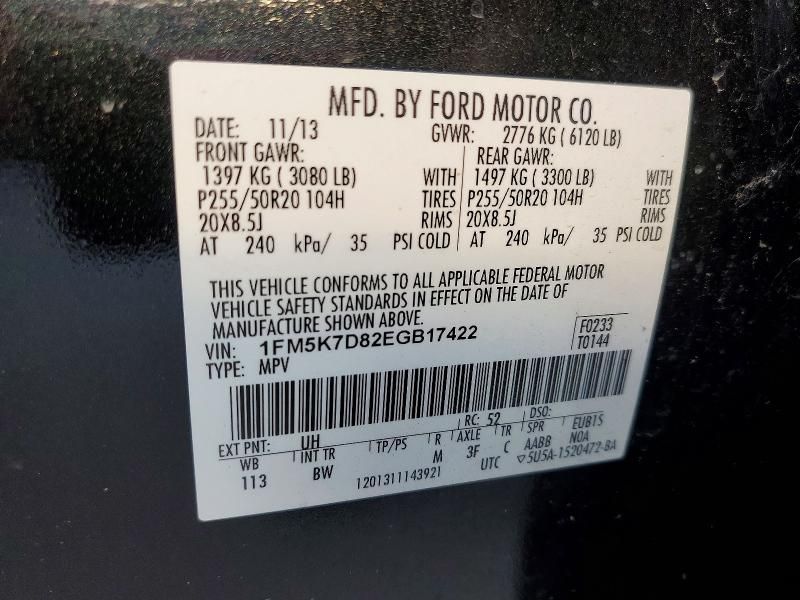 MFD. BY FORD MOTOR CO.
DATE: 11/13 GVWR: 2776 KG ( 6120 LB)
FRONT GAWR: REAR GAWR:
1397 KG ( 3080 LB) WITH 1497 KG ( 3300 LB) WITH
P255/50R20 104H TIRES P255/50R20 104H TIRES
20X8.5J RIMS 20X8.5J RIMS
AT 240 kPa/ 35 PSI COLD AT 240 kPa/ 35 PSI COLD
THIS VEHICLE CONFORMS TO ALL APPLICABLE FEDERAL MOTOR
VEHICLE SAFETY STANDARDS IN EFFECT ON THE DATE OF
MANUFACTURE SHOWN ABOVE.
VIN: 1FM5K7D82EGB17422 F0233
TYPE: MPV T0144
EXT PNT: UH RC: 52 DSO:
WB INT TR TP/PS R AXLE TR SPR EUB1S
113 BW M 3F C AABB NOA
1201311143921 UTC ▽5U5A-1520472-BA